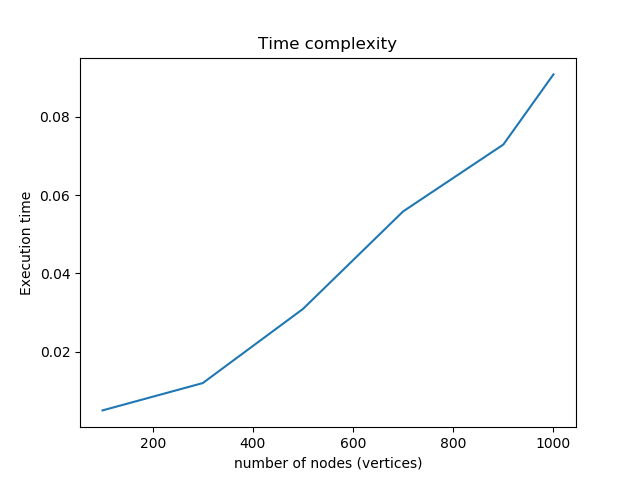 Time complexity
0.08
0.06
0.04
0.02
Execution time
200 400 600 800 1000
number of nodes (vertices)